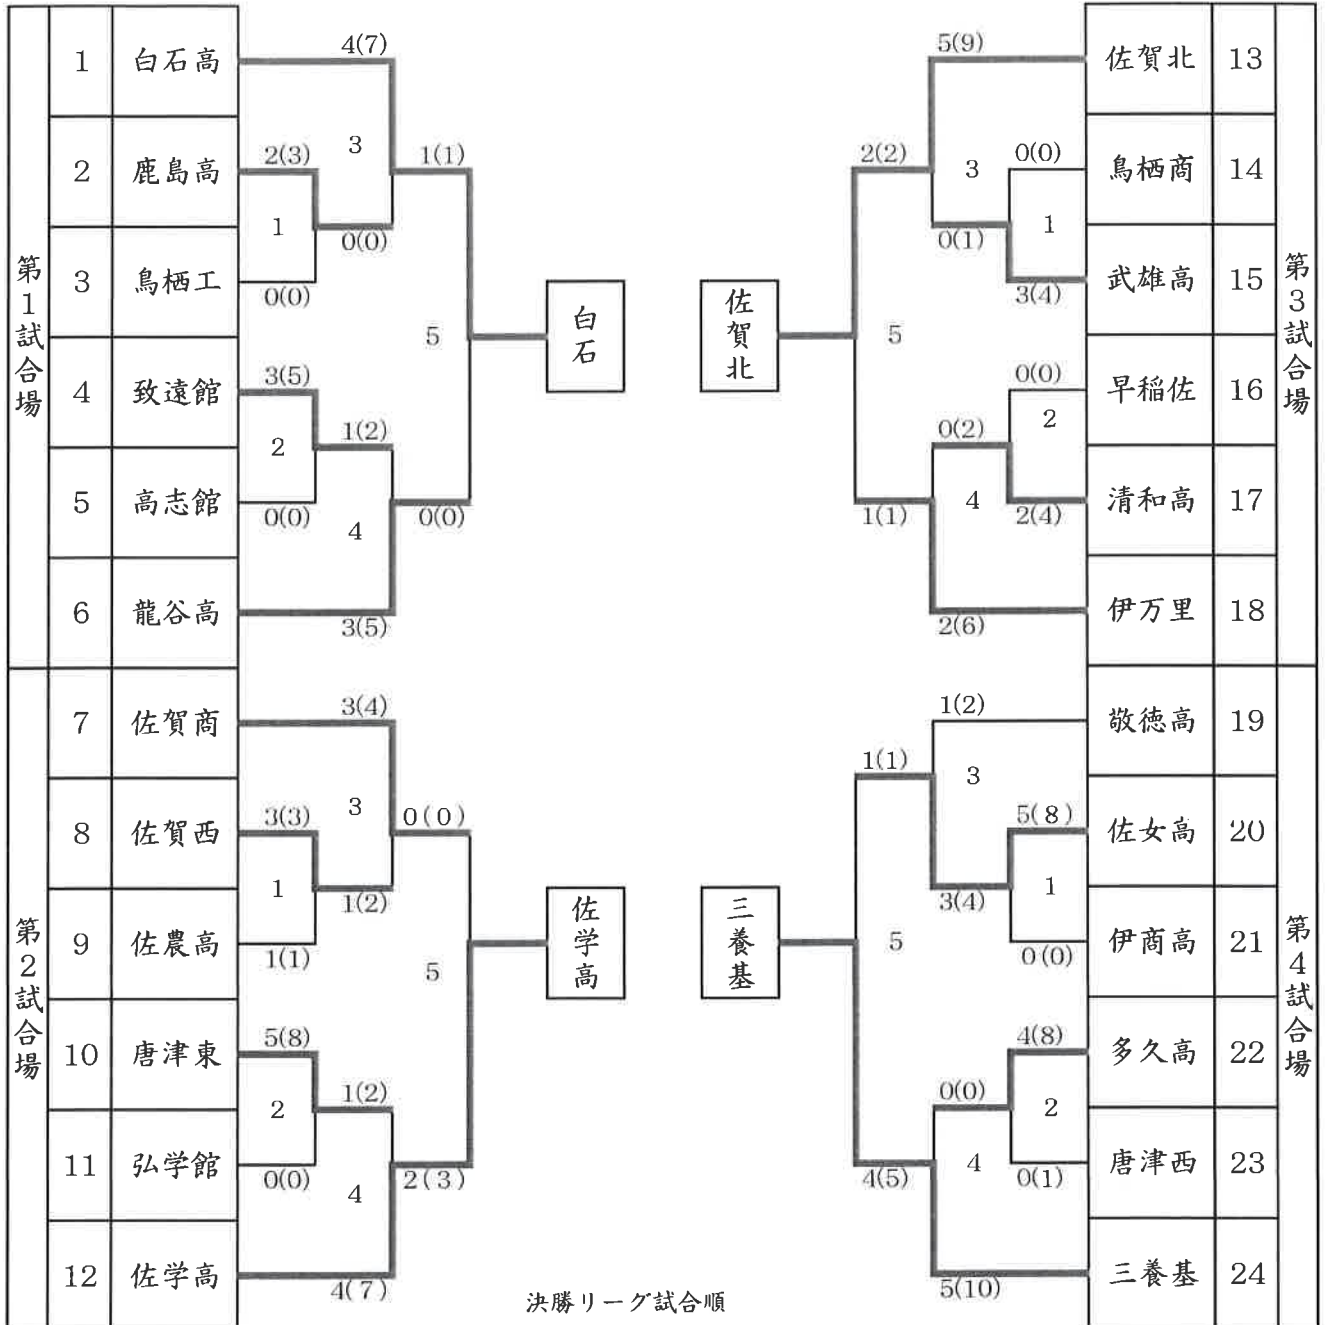 第1試合場
1 白石高 4(7)
2 鹿島高 2(3)
3
1(1)
1
0(0)
3 鳥栖工 0(0)
5
白石
4 致遠館 3(5)
2
1(2)
5 高志館 0(0)
4
0(0)
6 龍谷高 3(5)
第2試合場
7 佐賀商 3(4)
8 佐賀西 3(3)
3
0(0)
1
1(2)
9 佐農高 1(1)
5
佐学高
10 唐津東 5(8)
2
1(2)
11 弘学館 0(0)
4
2(3)
12 佐学高 4(7)
第3試合場
5(9) 佐賀北 13
2(2)
3
0(0) 鳥栖商 14
0(1)
1
3(4) 武雄高 15
佐賀北
5
0(0) 早稲佐 16
0(2)
2
1(1)
4
2(4) 清和高 17
2(6) 伊万里 18
第4試合場
1(2) 敬徳高 19
1(1)
3
5(8) 佐女高 20
3(4)
1
0(0) 伊商高 21
三養基
5
4(8) 多久高 22
0(0)
2
4(5)
4
0(1) 唐津西 23
5(10) 三養基 24
決勝リーグ試合順